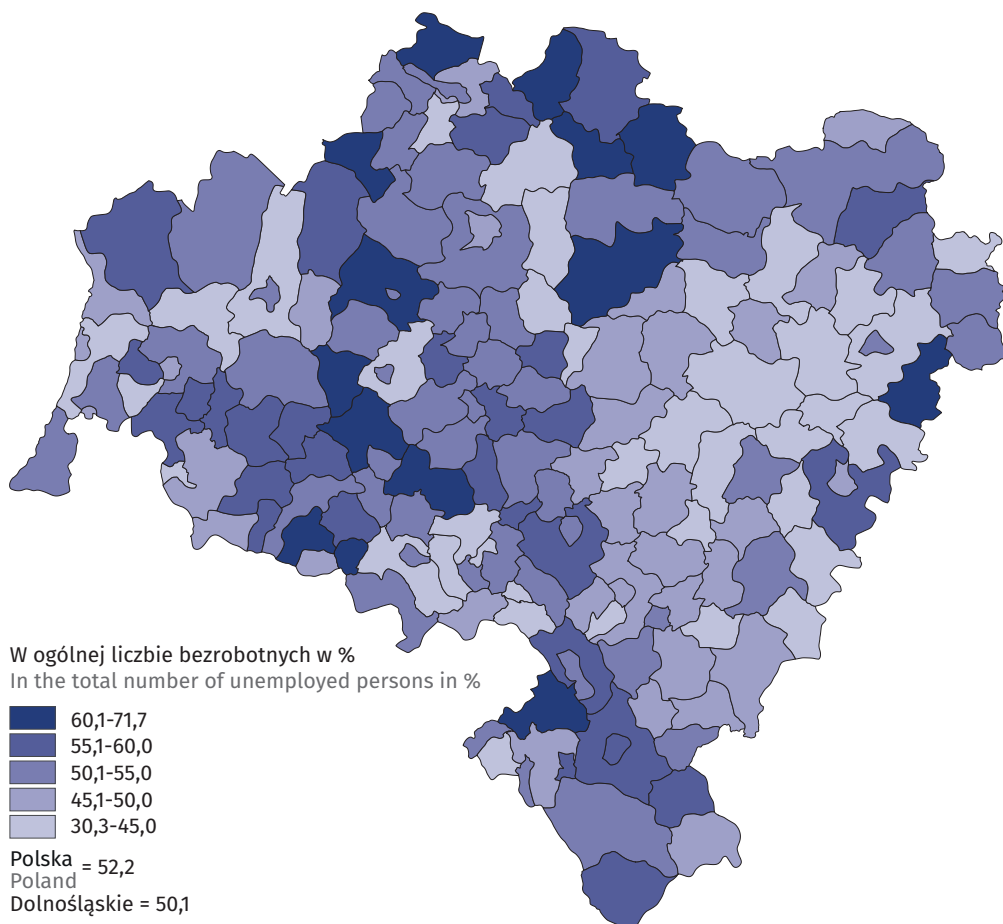 W ogólnej liczbie bezrobotnych w %
In the total number of unemployed persons in %
60,1-71,7
55,1-60,0
50,1-55,0
45,1-50,0
30,3-45,0
Polska = 52,2
Poland
Dolnośląskie = 50,1